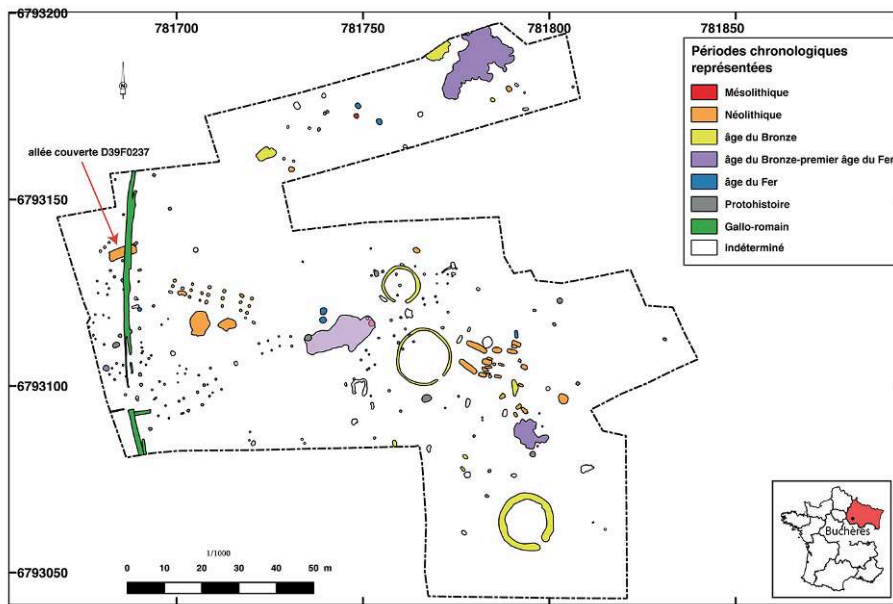 6793200
781700
781750
781800
781850
Périodes chronologiques
représentées
Mésolithique
Néolithique
âge du Bronze
âge du Bronze-premier âge du Fer
âge du Fer
Protohistoire
Gallo-romain
Indéterminé
N
allée couverte D39F0237
6793150
6793100
6793050
1/1000
0 10 20 30 40 50 m
Buchères